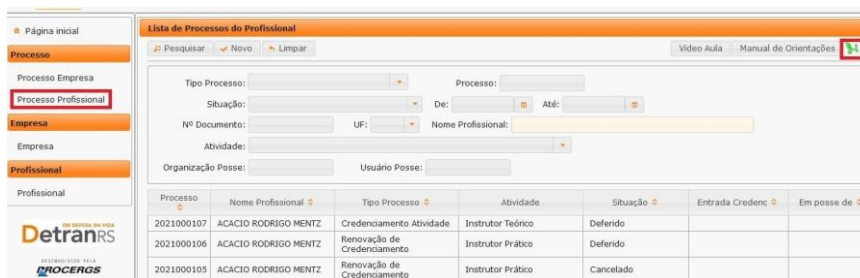 Página inicial
Processo
Processo Empresa
Processo Profissional
Empresa
Empresa
Profissional
Profissional
EM DEFESA DA VIDA
DetranRS
DESENVOLVIDO PELA
PROCERGS
Lista de Processos do Profissional
Pesquisar Novo Limpar Vídeo Aula Manual de Orientações
Tipo Processo: Processo:
Situação: De: Até:
Nº Documento: UF: Nome Profissional:
Atividade:
Organização Posse: Usuário Posse:
Processo Nome Profissional Tipo Processo Atividade Situação Entrada Credenc Em posse de
2021000107 ACACIO RODRIGO MENTZ Credenciamento Atividade Instrutor Teórico Deferido
2021000106 ACACIO RODRIGO MENTZ Renovação de Credenciamento Instrutor Prático Deferido
2021000105 ACACIO RODRIGO MENTZ Renovação de Credenciamento Instrutor Prático Cancelado